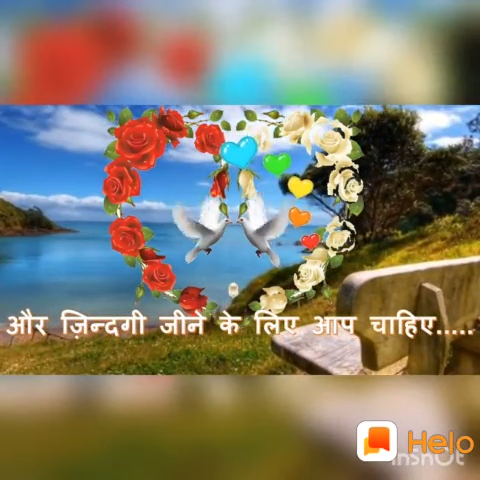 और ज़िन्दगी जीनें के लिए आप चाहिए.....
Helo
InShOt